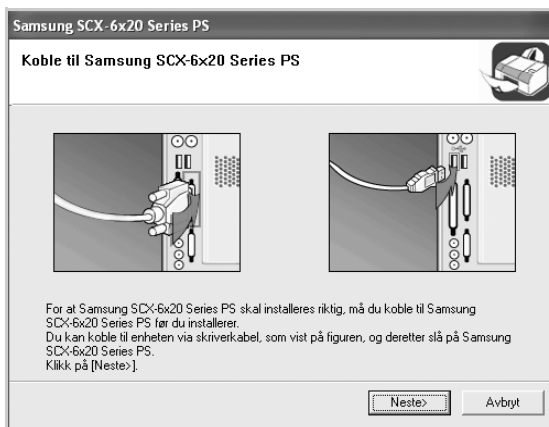 Samsung SCX-6x20 Series PS
Koble til Samsung SCX-6x20 Series PS
For at Samsung SCX-6x20 Series PS skal installeres riktig, må du koble til Samsung
SCX-6x20 Series PS før du installerer.
Du kan koble til enheten via skriverkabel, som vist på figuren, og deretter slå på Samsung
SCX-6x20 Series PS.
Klikk på [Neste>].
Neste>
Avbryt